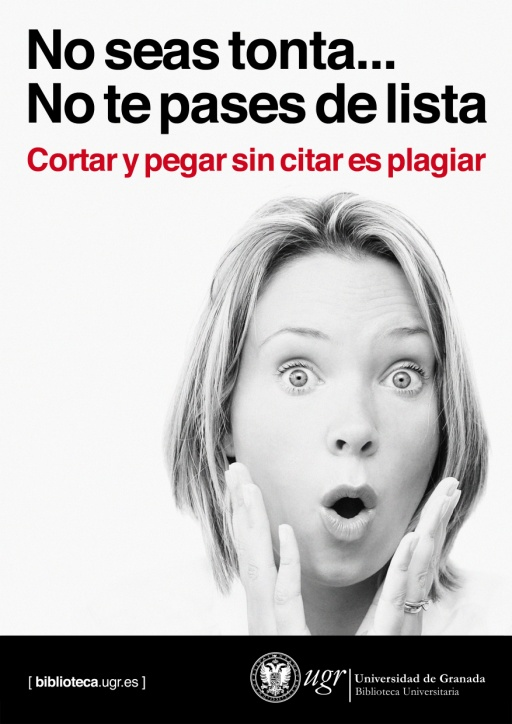 No seas tonta...
No te pases de lista
Cortar y pegar sin citar es plagiar
[ biblioteca.ugr.es ]
ugr
Universidad de Granada
Biblioteca Universitaria